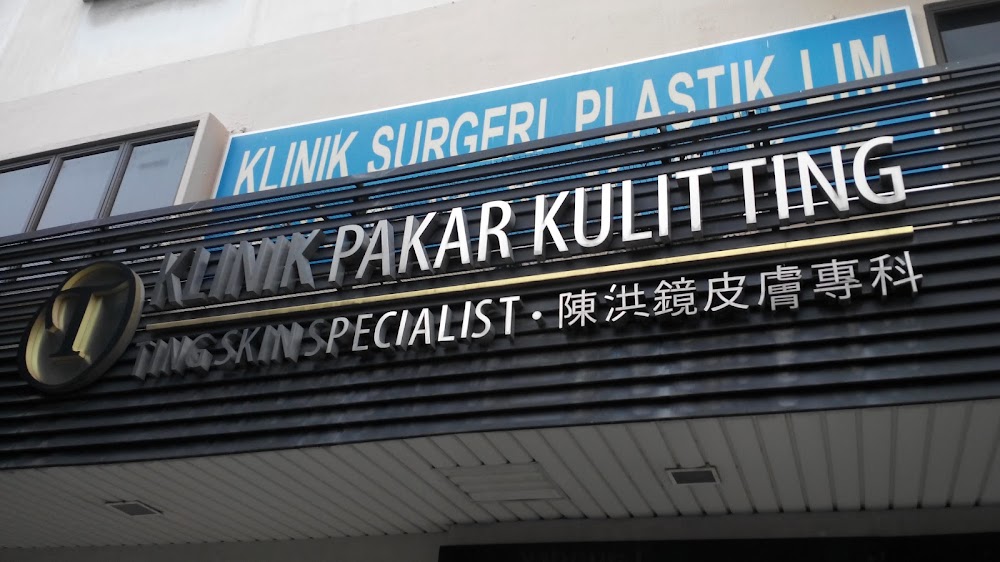 KLINIK SURGERI PLASTIK LIM
KLINIK PAKAR KULIT TING
TING SKIN SPECIALIST · 陳洪鏡皮膚專科